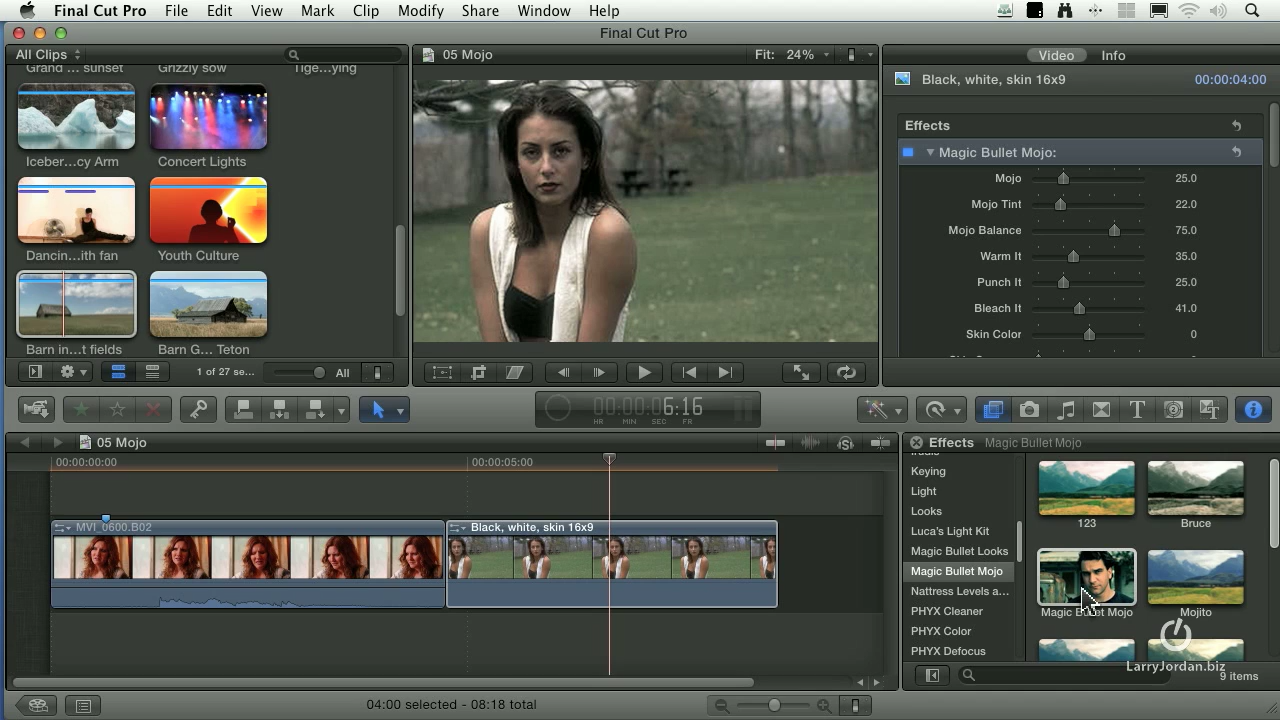 Final Cut Pro File Edit View Mark Clip Modify Share Window Help
Final Cut Pro
All Clips
05 Mojo
Fit: 24%
Video Info
Grand ... sunset
Grizzly sow
Tige...ying
Black, white, skin 16x9
00:00:04:00
Effects
Magic Bullet Mojo:
Iceber...cy Arm
Concert Lights
Mojo 25.0
Mojo Tint 22.0
Mojo Balance 75.0
Warm It 35.0
Punch It 25.0
Bleach It 41.0
Skin Color 0
Dancin...ith fan
Youth Culture
Barn in...t fields
Barn G... Teton
1 of 27 se...
All
00:00:06:16
HR MIN SEC FR
05 Mojo
Effects Magic Bullet Mojo
00:00:00:00
00:00:05:00
MVI_0600.B02
Black, white, skin 16x9
Keying
Light
Looks
Luca's Light Kit
Magic Bullet Looks
Magic Bullet Mojo
Nattress Levels a...
PHYX Cleaner
PHYX Color
PHYX Defocus
123
Bruce
Magic Bullet Mojo
Mojito
LarryJordan.biz
9 items
04:00 selected - 08:18 total